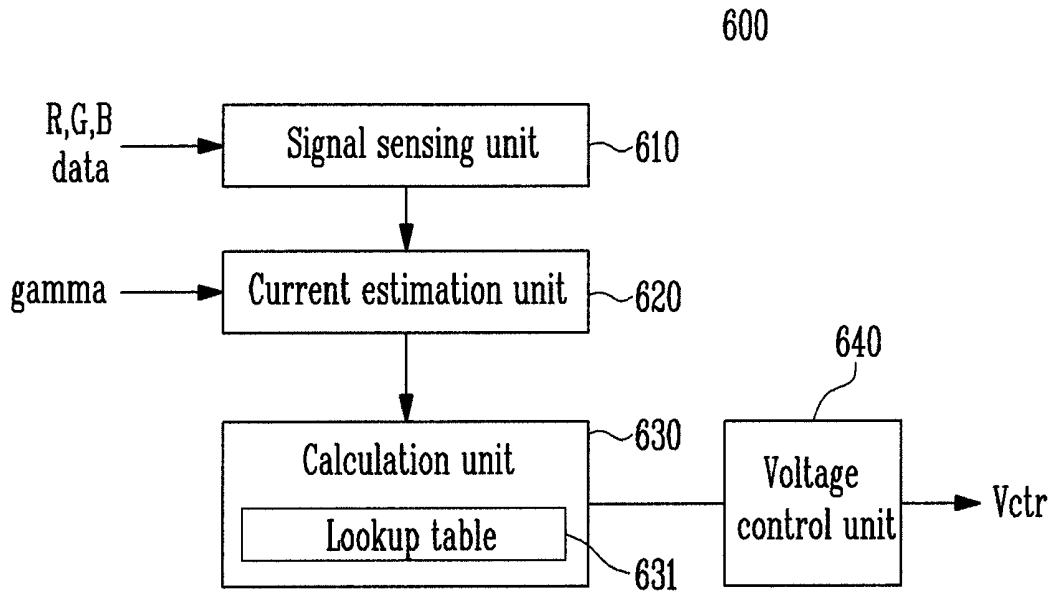 600
R,G,B
data
Signal sensing unit
610
gamma
Current estimation unit
620
640
Calculation unit
630
Lookup table
631
Voltage
control unit
Vctr